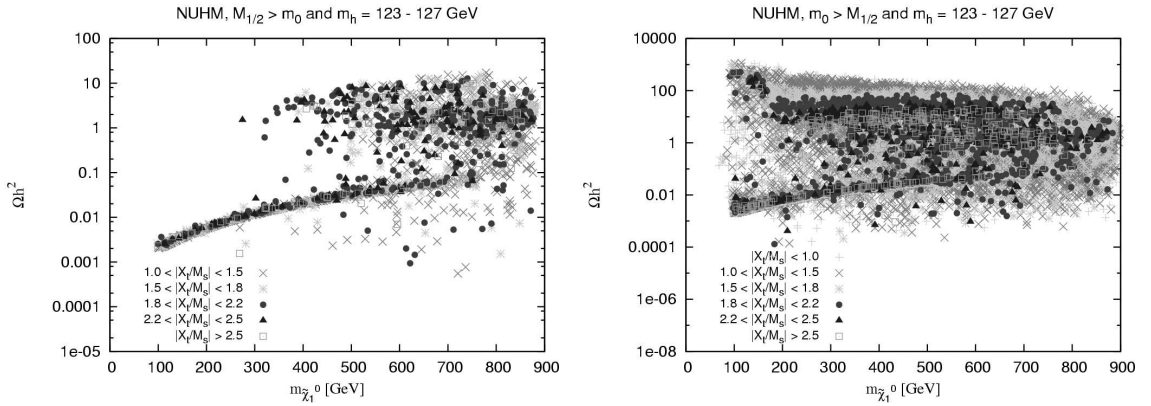 NUHM, M1/2 > m0 and mh = 123 - 127 GeV
100
10
1
0.1
0.01
0.001
0.0001
1e-05
Ωh²
1.0 < |Xt/Ms| < 1.5
1.5 < |Xt/Ms| < 1.8
1.8 < |Xt/Ms| < 2.2
2.2 < |Xt/Ms| < 2.5
|Xt/Ms| > 2.5
0 100 200 300 400 500 600 700 800 900
mχ̃1⁰ [GeV]
NUHM, m0 > M1/2 and mh = 123 - 127 GeV
10000
100
1
0.01
0.0001
1e-06
1e-08
Ωh²
|Xt/Ms| < 1.0
1.0 < |Xt/Ms| < 1.5
1.5 < |Xt/Ms| < 1.8
1.8 < |Xt/Ms| < 2.2
2.2 < |Xt/Ms| < 2.5
|Xt/Ms| > 2.5
0 100 200 300 400 500 600 700 800 900
mχ̃1⁰ [GeV]